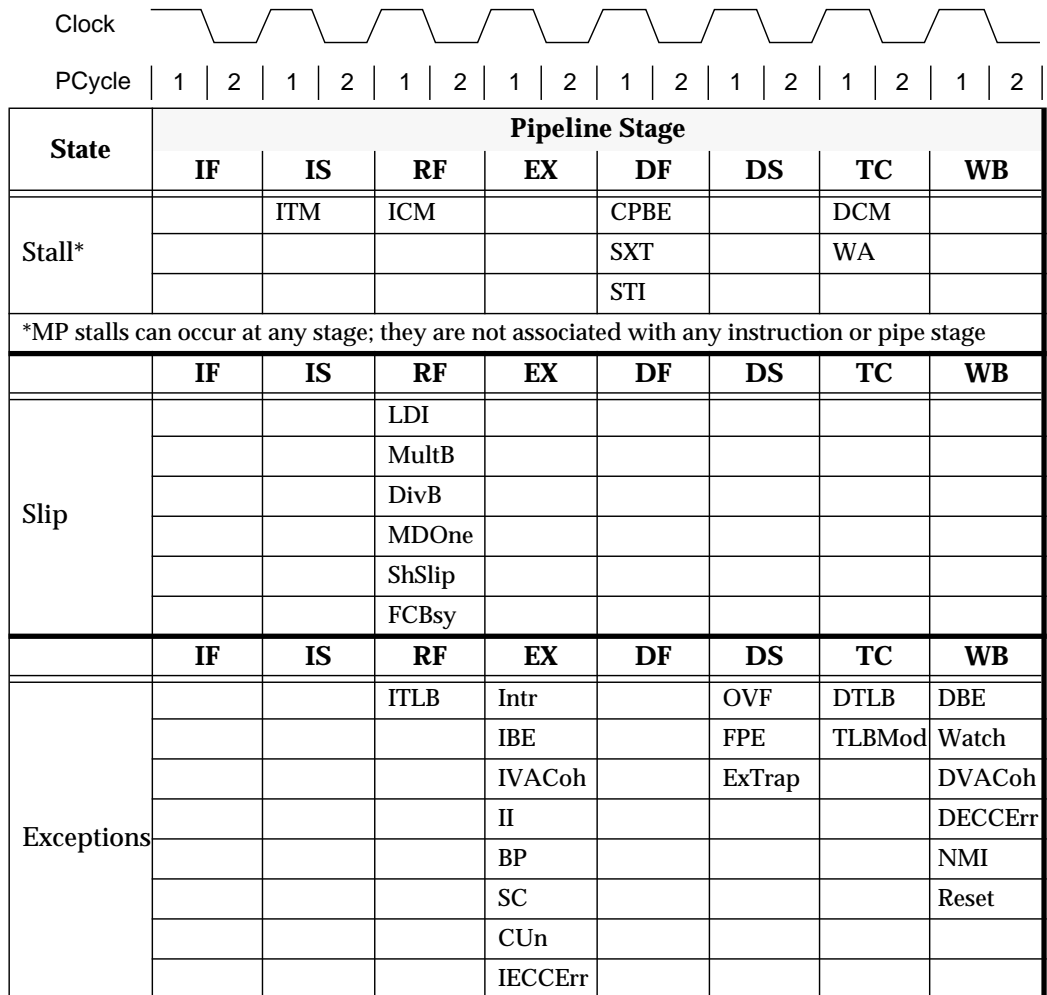 Clock
PCycle 1 2 1 2 1 2 1 2 1 2 1 2 1 2 1 2
State Pipeline Stage
IF IS RF EX DF DS TC WB
Stall* ITM ICM CPBE DCM
SXT WA
STI
*MP stalls can occur at any stage; they are not associated with any instruction or pipe stage
IF IS RF EX DF DS TC WB
Slip LDI
MultB
DivB
MDOne
ShSlip
FCBsy
IF IS RF EX DF DS TC WB
Exceptions ITLB Intr OVF DTLB DBE
IBE FPE TLBMod Watch
IVACoh ExTrap DVACoh
II DECCErr
BP NMI
SC Reset
CUn
IECCErr